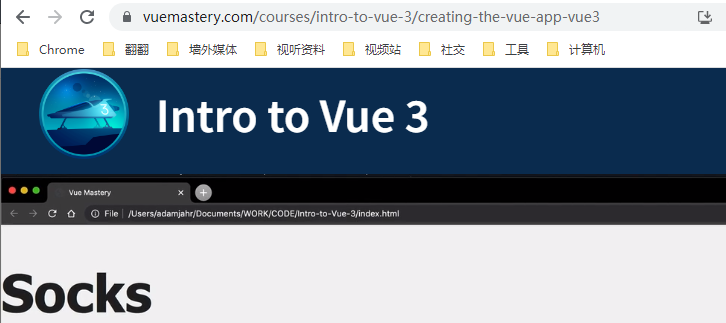 vuemastery.com/courses/intro-to-vue-3/creating-the-vue-app-vue3
Chrome 翻翻 墙外媒体 视听资料 视频站 社交 工具 计算机
3 Intro to Vue 3
Vue Mastery
File /Users/adamjahr/Documents/WORK/CODE/Intro-to-Vue-3/index.html
Socks